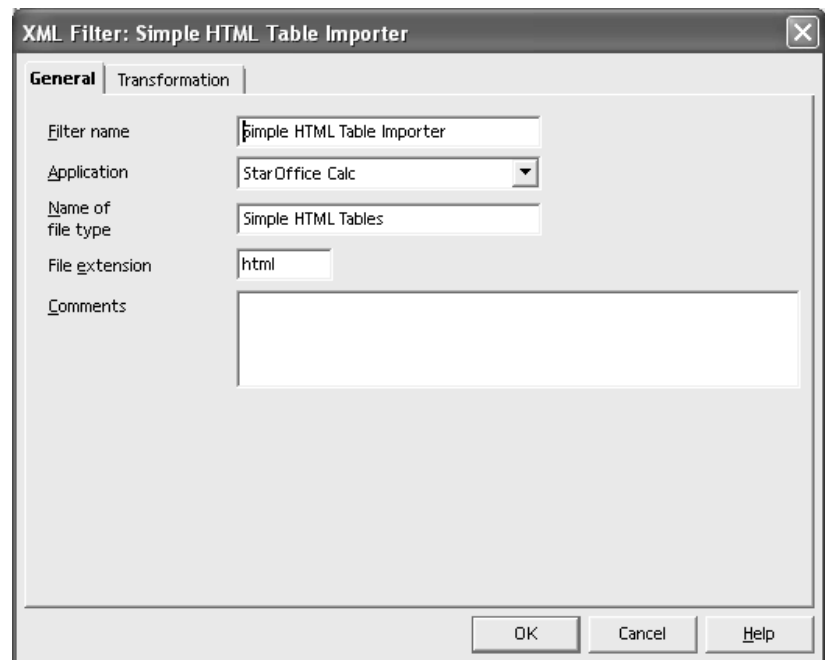 XML Filter: Simple HTML Table Importer
General Transformation
Filter name Simple HTML Table Importer
Application StarOffice Calc
Name of
file type Simple HTML Tables
File extension html
Comments
OK Cancel Help